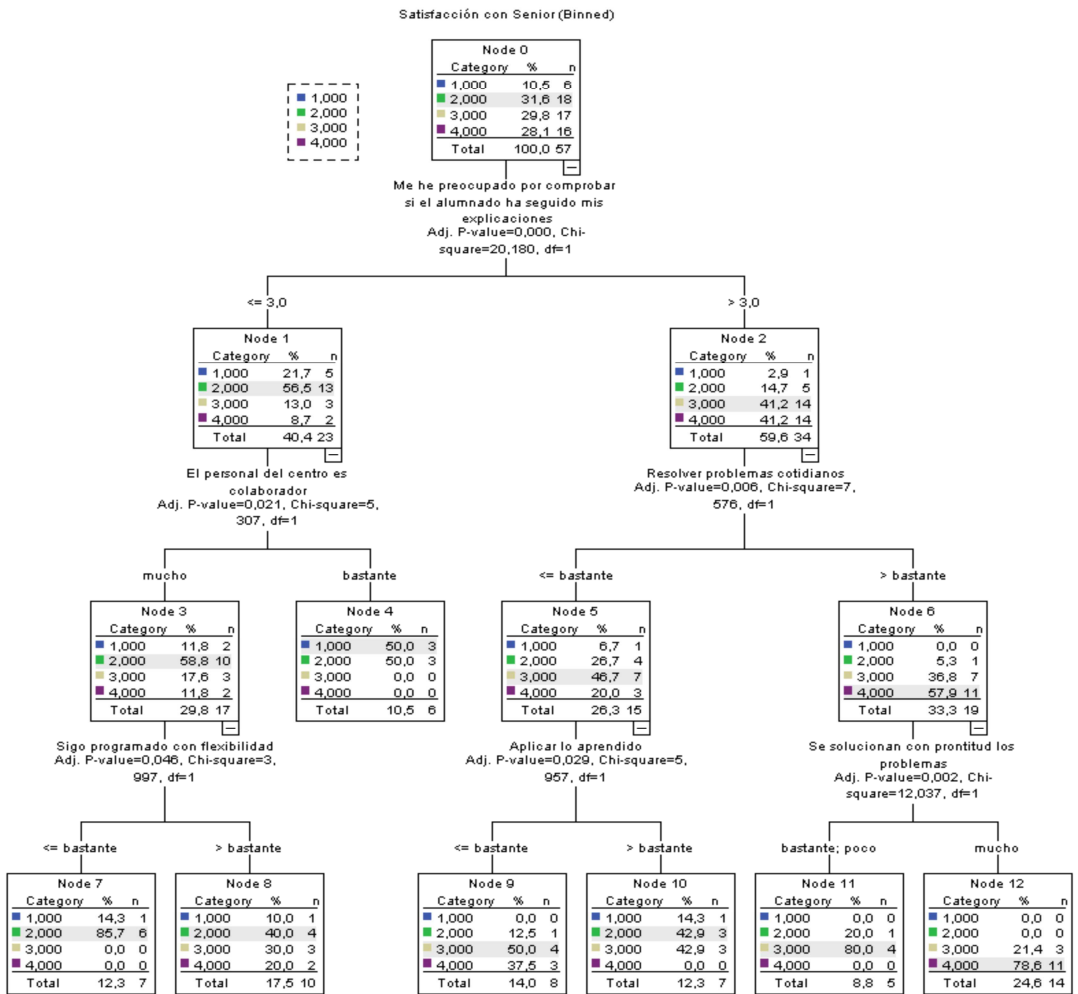 Satisfacción con Senior (Binned)
Node 0
Category % n
1,000 10,5 6
2,000 31,6 18
3,000 29,8 17
4,000 28,1 16
Total 100,0 57
1,000
2,000
3,000
4,000
Me he preocupado por comprobar
si el alumnado ha seguido mis
explicaciones
Adj. P-value=0,000, Chi-
square=20,180, df=1
<= 3,0
> 3,0
Node 1
Category % n
1,000 21,7 5
2,000 56,5 13
3,000 13,0 3
4,000 8,7 2
Total 40,4 23
Node 2
Category % n
1,000 2,9 1
2,000 14,7 5
3,000 41,2 14
4,000 41,2 14
Total 59,6 34
El personal del centro es
colaborador
Adj. P-value=0,021, Chi-square=5,
307, df=1
Resolver problemas cotidianos
Adj. P-value=0,006, Chi-square=7,
576, df=1
mucho
bastante
<= bastante
> bastante
Node 3
Category % n
1,000 11,8 2
2,000 58,8 10
3,000 17,6 3
4,000 11,8 2
Total 29,8 17
Node 4
Category % n
1,000 50,0 3
2,000 50,0 3
3,000 0,0 0
4,000 0,0 0
Total 10,5 6
Node 5
Category % n
1,000 6,7 1
2,000 26,7 4
3,000 46,7 7
4,000 20,0 3
Total 26,3 15
Node 6
Category % n
1,000 0,0 0
2,000 5,3 1
3,000 36,8 7
4,000 57,9 11
Total 33,3 19
Sigo programado con flexibilidad
Adj. P-value=0,046, Chi-square=3,
997, df=1
Aplicar lo aprendido
Adj. P-value=0,029, Chi-square=5,
957, df=1
Se solucionan con prontitud los
problemas
Adj. P-value=0,002, Chi-
square=12,037, df=1
<= bastante
> bastante
<= bastante
> bastante
bastante; poco
mucho
Node 7
Category % n
1,000 14,3 1
2,000 85,7 6
3,000 0,0 0
4,000 0,0 0
Total 12,3 7
Node 8
Category % n
1,000 10,0 1
2,000 40,0 4
3,000 30,0 3
4,000 20,0 2
Total 17,5 10
Node 9
Category % n
1,000 0,0 0
2,000 12,5 1
3,000 50,0 4
4,000 37,5 3
Total 14,0 8
Node 10
Category % n
1,000 14,3 1
2,000 42,9 3
3,000 42,9 3
4,000 0,0 0
Total 12,3 7
Node 11
Category % n
1,000 0,0 0
2,000 20,0 1
3,000 80,0 4
4,000 0,0 0
Total 8,8 5
Node 12
Category % n
1,000 0,0 0
2,000 0,0 0
3,000 21,4 3
4,000 78,6 11
Total 24,6 14